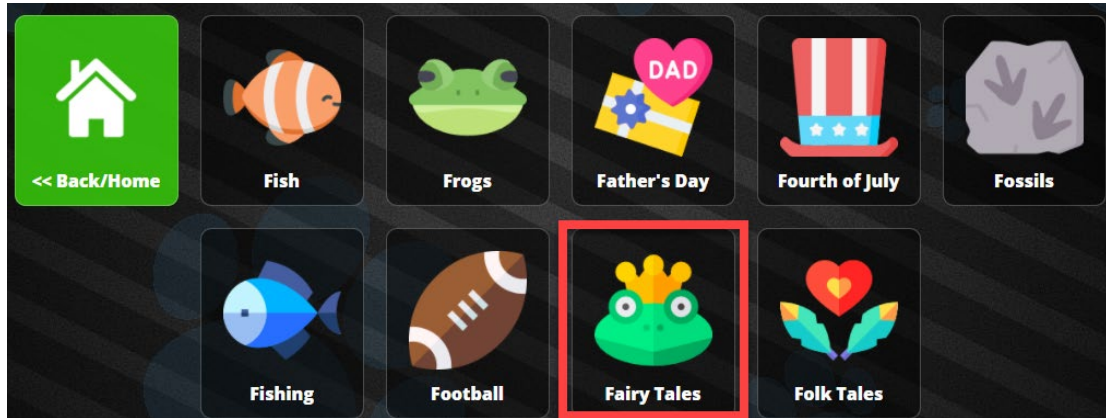 DAD
<< Back/Home
Fish
Frogs
Father's Day
Fourth of July
Fossils
Fishing
Football
Fairy Tales
Folk Tales